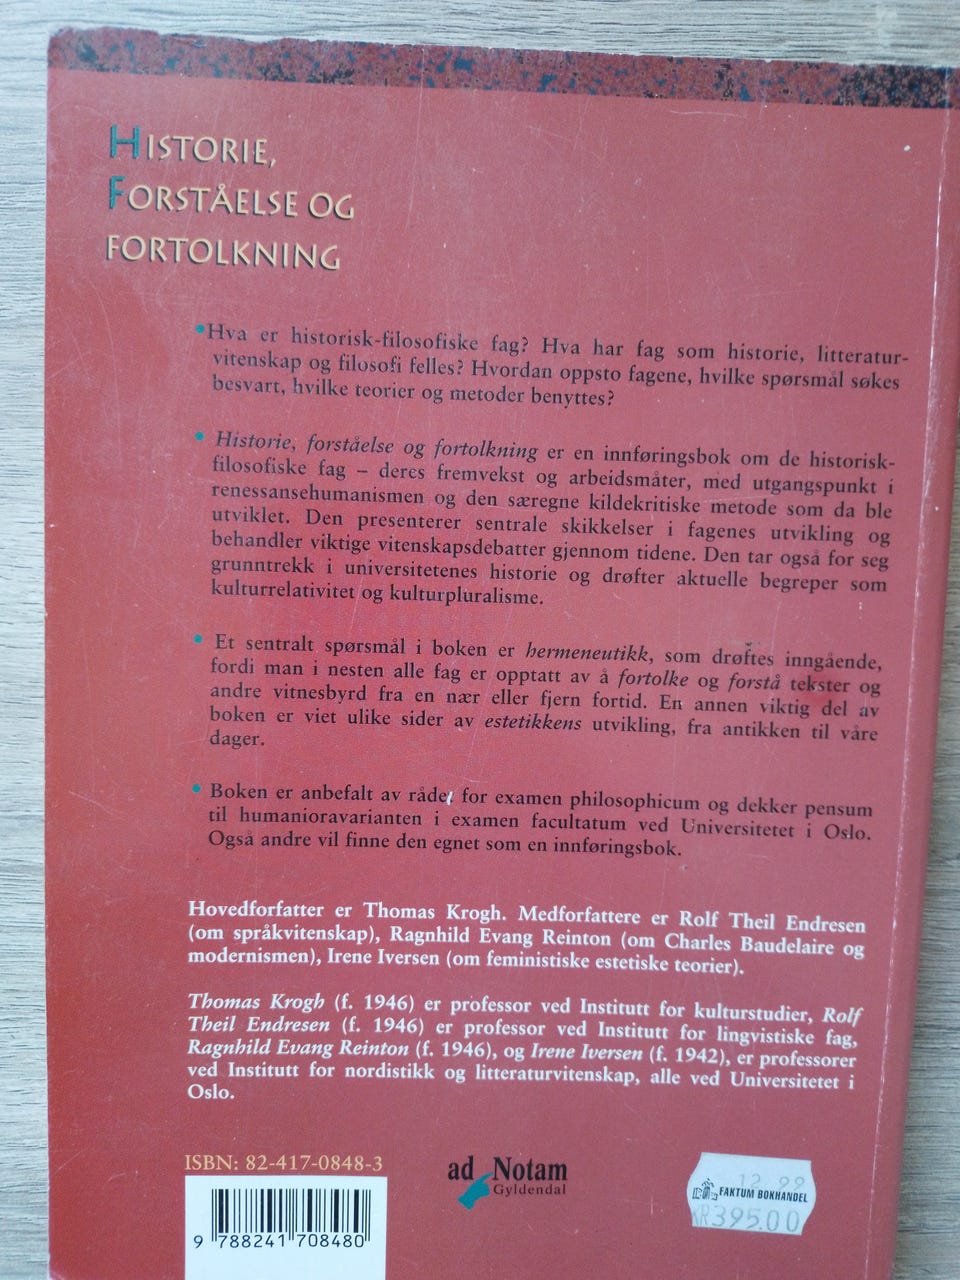 HISTORIE,
FORSTÅELSE OG
FORTOLKNING
•Hva er historisk-filosofiske fag? Hva har fag som historie, litteratur-
vitenskap og filosofi felles? Hvordan oppsto fagene, hvilke spørsmål søkes
besvart, hvilke teorier og metoder benyttes?
• Historie, forståelse og fortolkning er en innføringsbok om de historisk-
filosofiske fag – deres fremvekst og arbeidsmåter, med utgangspunkt i
renessansehumanismen og den særegne kildekritiske metode som da ble
utviklet. Den presenterer sentrale skikkelser i fagenes utvikling og
behandler viktige vitenskapsdebatter gjennom tidene. Den tar også for seg
grunntrekk i universitetenes historie og drøfter aktuelle begreper som
kulturrelativitet og kulturpluralisme.
• Et sentralt spørsmål i boken er hermeneutikk, som drøftes inngående,
fordi man i nesten alle fag er opptatt av å fortolke og forstå tekster og
andre vitnesbyrd fra en nær eller fjern fortid. En annen viktig del av
boken er viet ulike sider av estetikkens utvikling, fra antikken til våre
dager.
• Boken er anbefalt av rådet for examen philosophicum og dekker pensum
til humanioravarianten i examen facultatum ved Universitetet i Oslo.
Også andre vil finne den egnet som en innføringsbok.
Hovedforfatter er Thomas Krogh. Medforfattere er Rolf Theil Endresen
(om språkvitenskap), Ragnhild Evang Reinton (om Charles Baudelaire og
modernismen), Irene Iversen (om feministiske estetiske teorier).
Thomas Krogh (f. 1946) er professor ved Institutt for kulturstudier, Rolf
Theil Endresen (f. 1946) er professor ved Institutt for lingvistiske fag,
Ragnhild Evang Reinton (f. 1946), og Irene Iversen (f. 1942), er professorer
ved Institutt for nordistikk og litteraturvitenskap, alle ved Universitetet i
Oslo.
ISBN: 82-417-0848-3
9 788241 708480
ad Notam
Gyldendal
12 99
FAKTUM BOKHANDEL
KR395.00